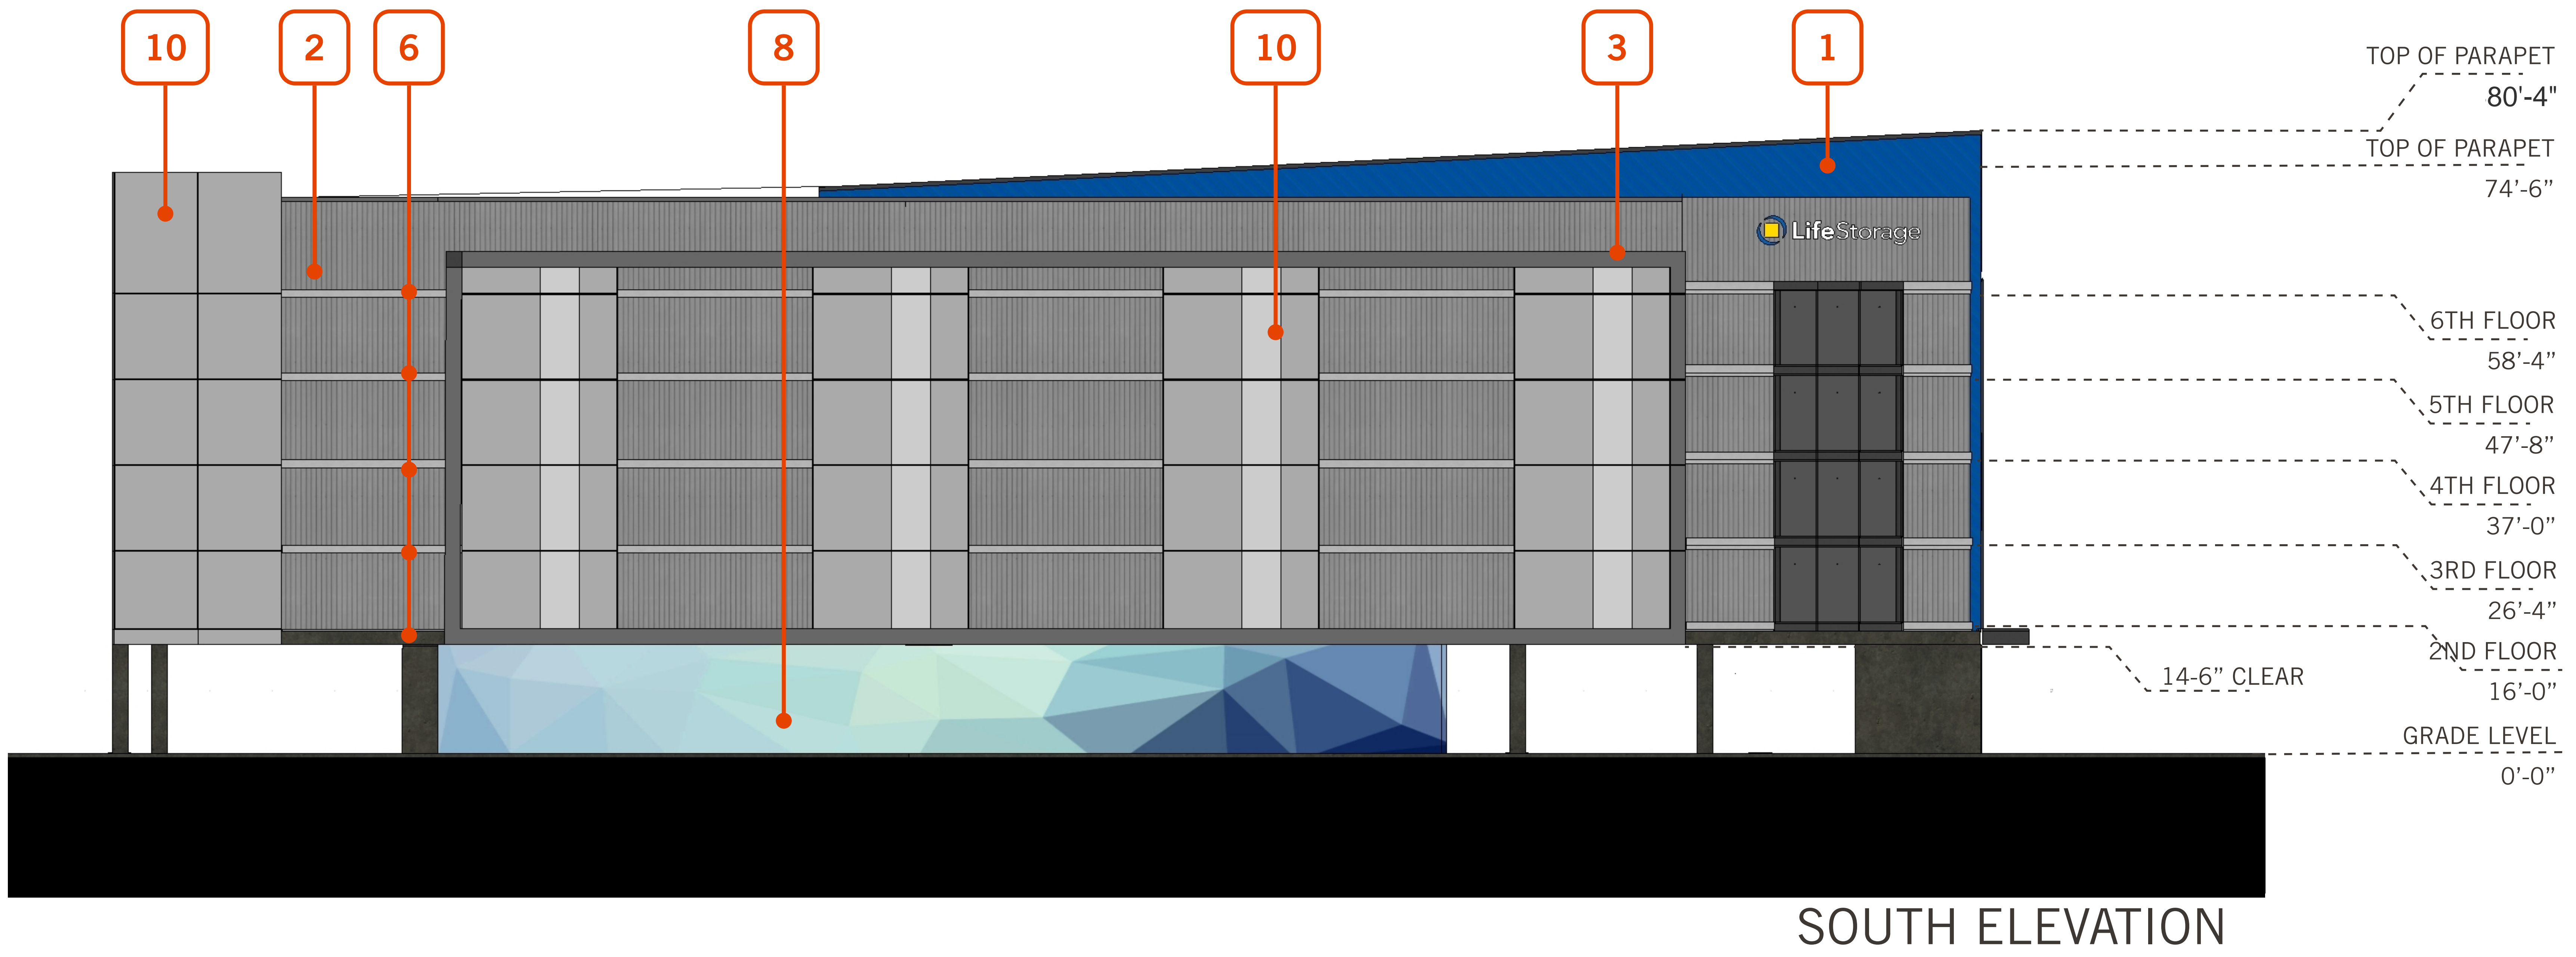 10
2
6
8
10
3
1
TOP OF PARAPET
80'-4"
TOP OF PARAPET
74'-6"
LifeStorage
6TH FLOOR
58'-4"
5TH FLOOR
47'-8"
4TH FLOOR
37'-0"
3RD FLOOR
26'-4"
2ND FLOOR
14-6" CLEAR
16'-0"
GRADE LEVEL
0'-0"
SOUTH ELEVATION